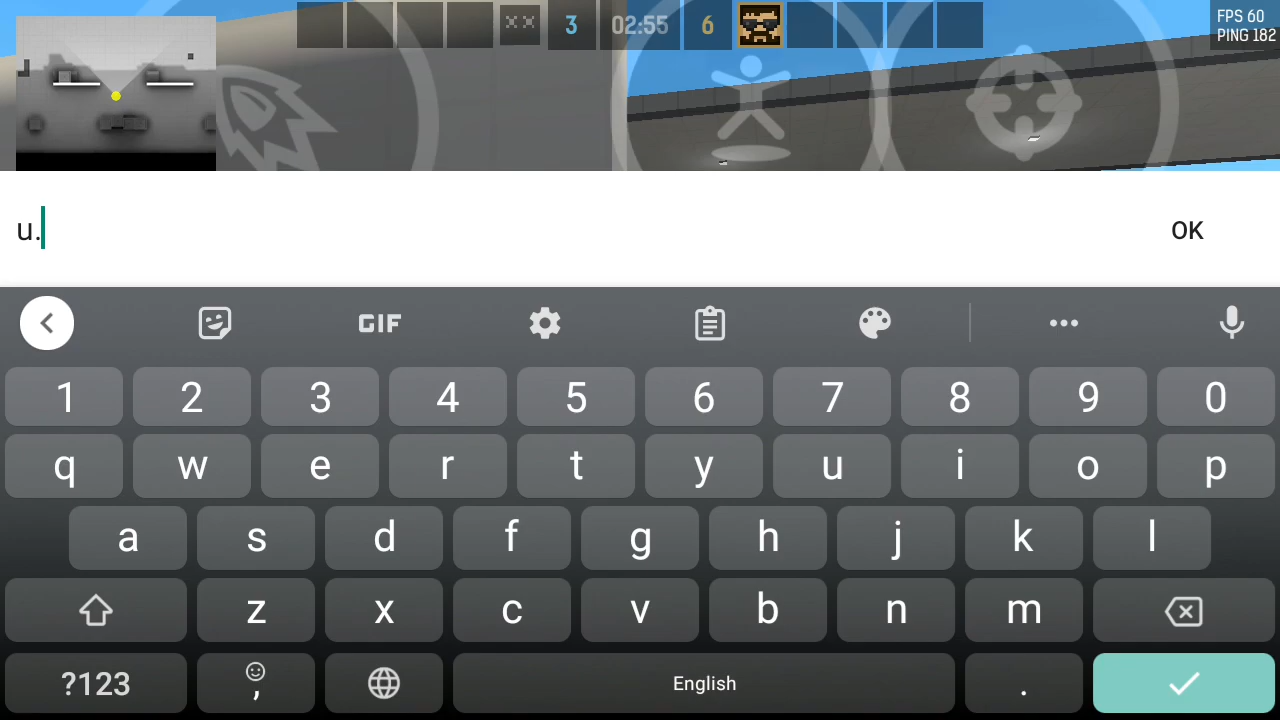 3 02:55 6
FPS 60
PING 182
u.
OK
GIF
1 2 3 4 5 6 7 8 9 0
q w e r t y u i o p
a s d f g h j k l
z x c v b n m
?123 , English .